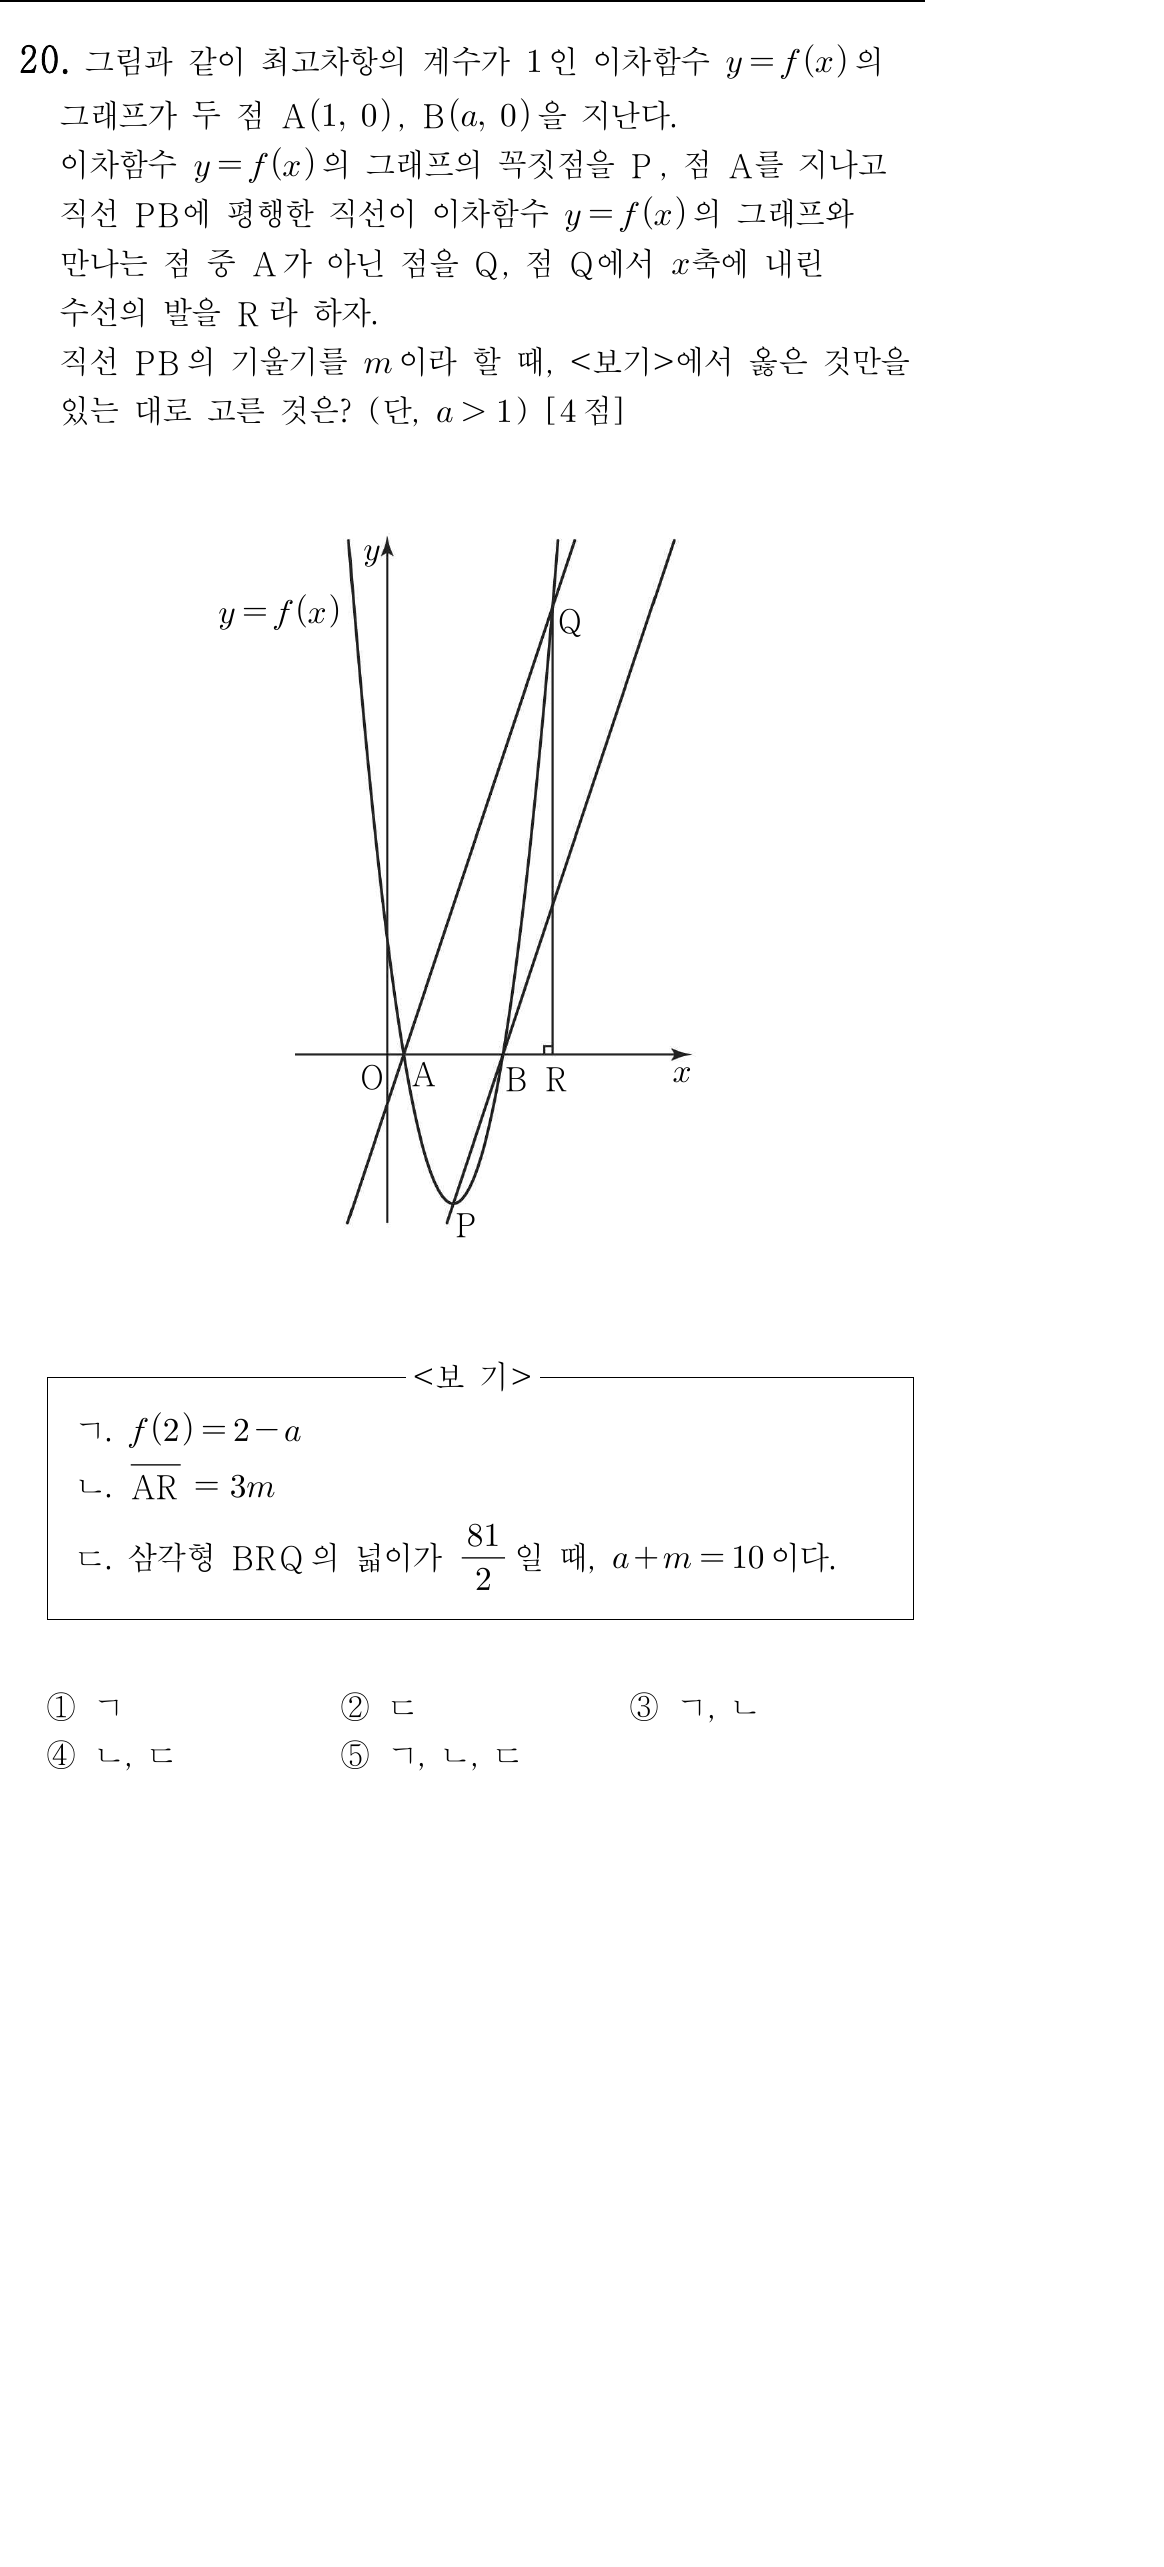 20. 그림과 같이 최고차항의 계수가 1인 이차함수 y=f(x)의
그래프가 두 점 A(1, 0), B(a, 0)을 지난다.
이차함수 y=f(x)의 그래프의 꼭짓점을 P, 점 A를 지나고
직선 PB에 평행한 직선이 이차함수 y=f(x)의 그래프와
만나는 점 중 A가 아닌 점을 Q, 점 Q에서 x축에 내린
수선의 발을 R라 하자.
직선 PB의 기울기를 m이라 할 때, <보기>에서 옳은 것만을
있는 대로 고른 것은? (단, a>1) [4점]
y
y=f(x)
Q
O A B R x
P
<보 기>
ㄱ. f(2)=2-a
ㄴ. \overline{AR} = 3m
ㄷ. 삼각형 BRQ의 넓이가 81/2일 때, a+m=10이다.
① ㄱ ② ㄷ ③ ㄱ, ㄴ
④ ㄴ, ㄷ ⑤ ㄱ, ㄴ, ㄷ